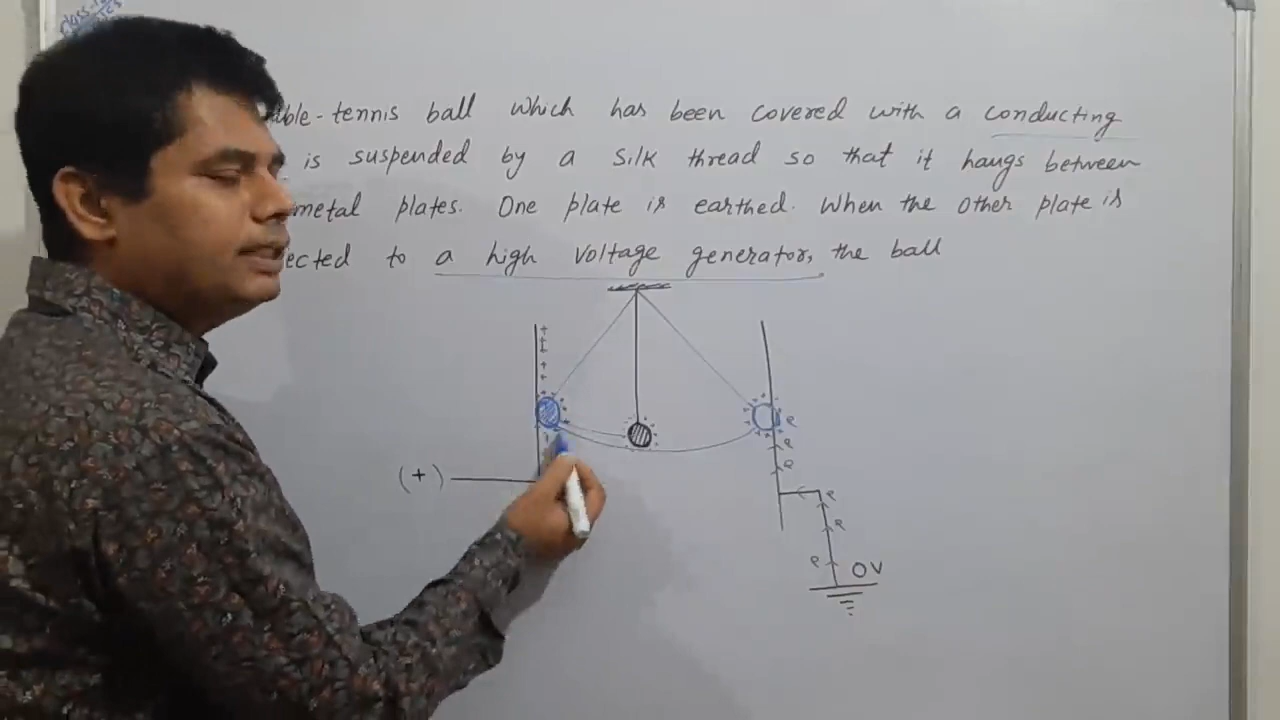 ble-tennis ball which has been covered with a conducting
is suspended by a silk thread so that it hangs between
metal plates. One plate is earthed. When the other plate is
ected to a high voltage generator, the ball
(+)
e
e
e
e
e
e
0V